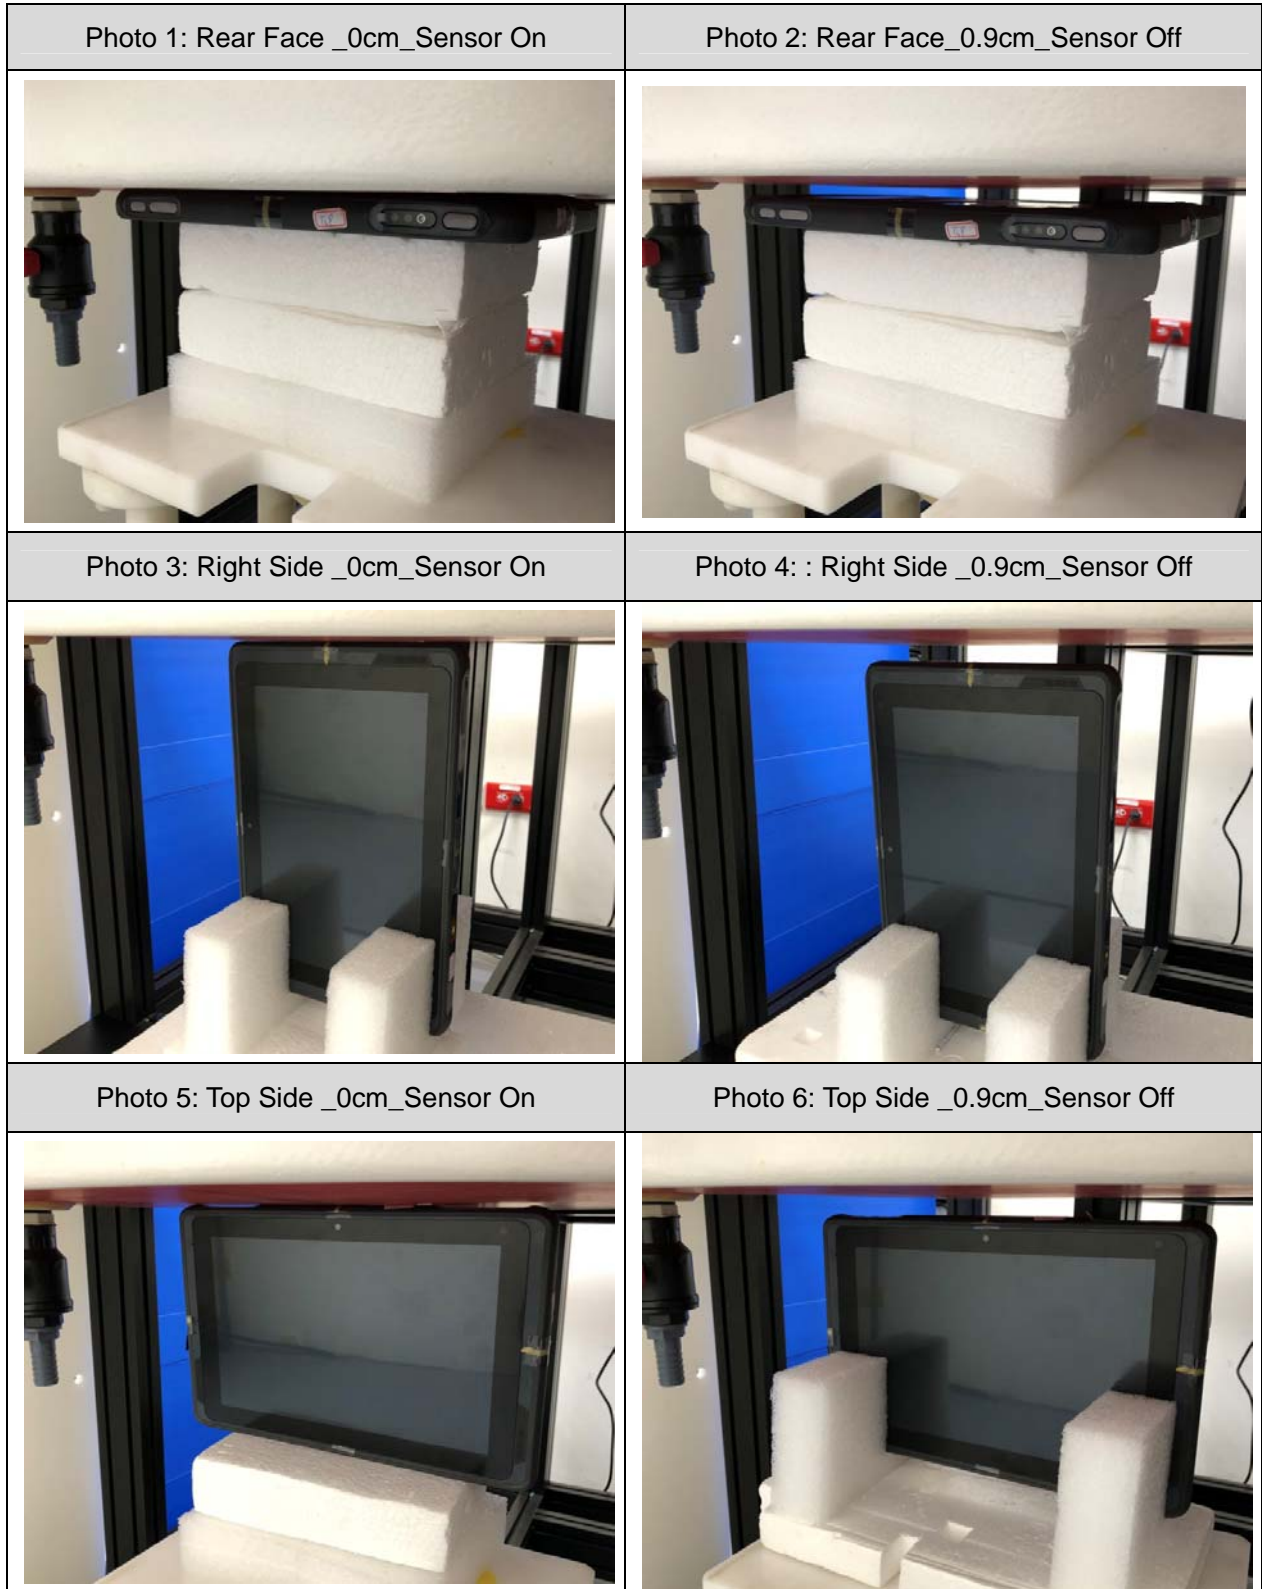 Photo 1: Rear Face _0cm_Sensor On
Photo 2: Rear Face_0.9cm_Sensor Off
Photo 3: Right Side _0cm_Sensor On
Photo 4: : Right Side _0.9cm_Sensor Off
Photo 5: Top Side _0cm_Sensor On
Photo 6: Top Side _0.9cm_Sensor Off